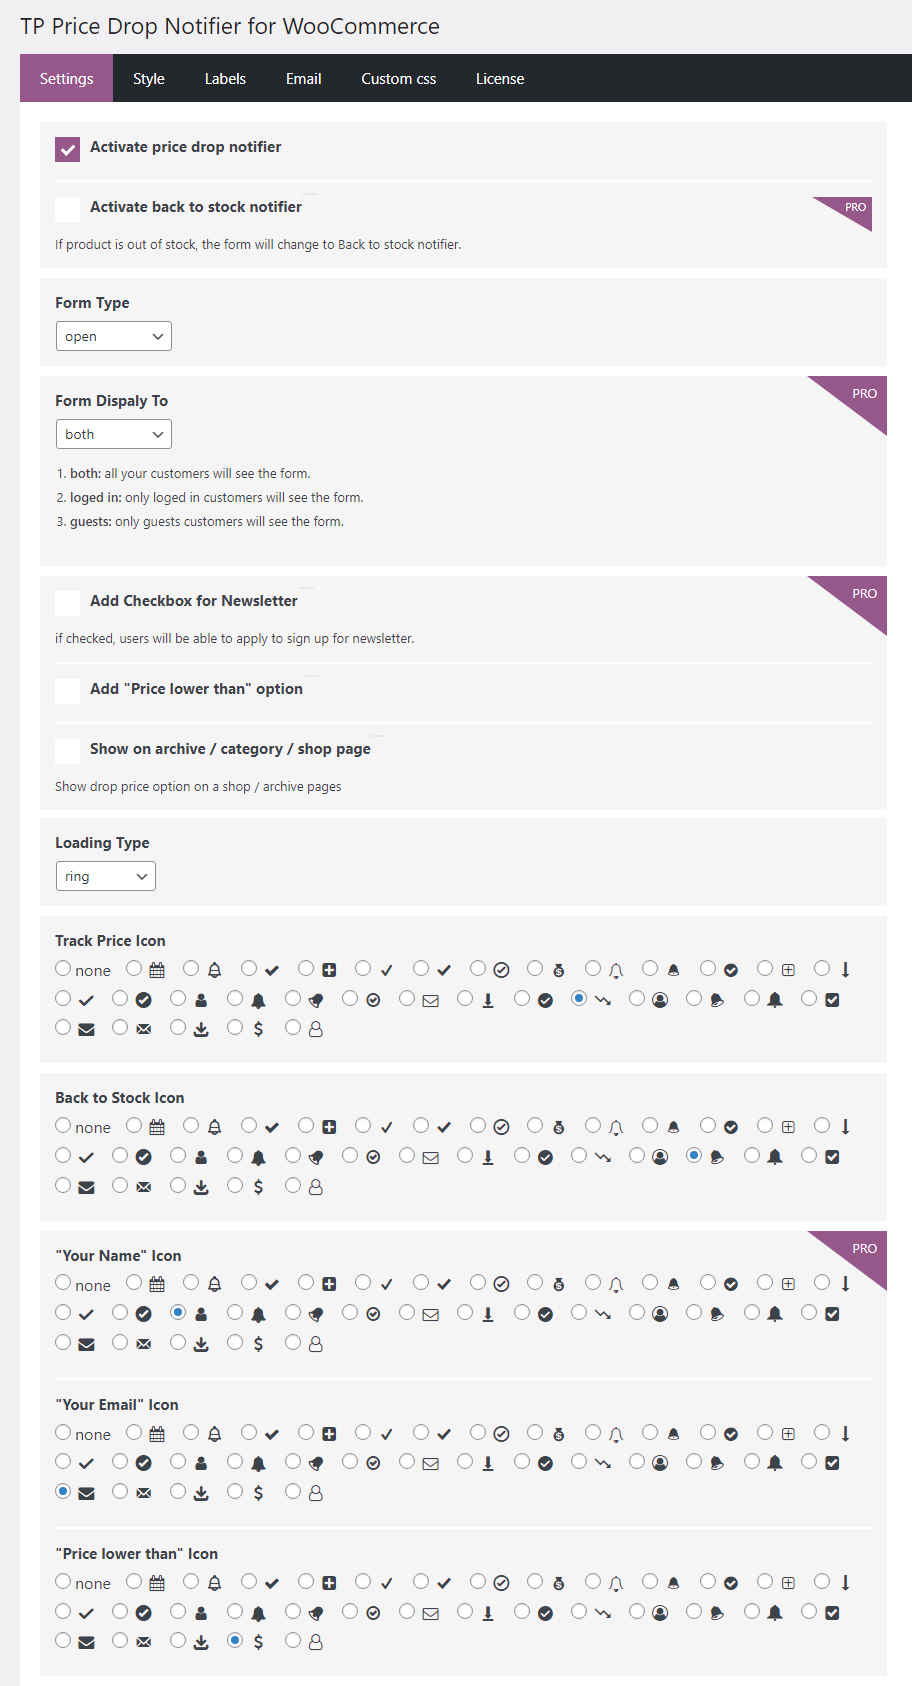 TP Price Drop Notifier for WooCommerce
Settings Style Labels Email Custom css License
Activate price drop notifier
Activate back to stock notifier PRO
If product is out of stock, the form will change to Back to stock notifier.
Form Type
open
PRO
Form Dispaly To
both
1. both: all your customers will see the form.
2. loged in: only loged in customers will see the form.
3. guests: only guests customers will see the form.
PRO
Add Checkbox for Newsletter
if checked, users will be able to apply to sign up for newsletter.
Add "Price lower than" option
Show on archive / category / shop page
Show drop price option on a shop / archive pages
Loading Type
ring
Track Price Icon
none
Back to Stock Icon
none
PRO
"Your Name" Icon
none
"Your Email" Icon
none
"Price lower than" Icon
none